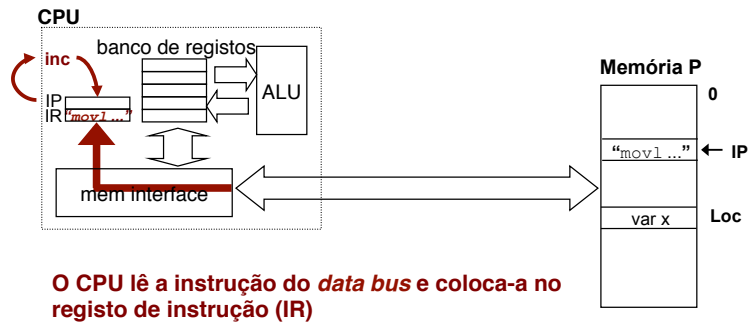 CPU
banco de registos
inc
IP
IR "movl ..."
ALU
mem interface
Memória P
0
"movl ..." ← IP
var x Loc
O CPU lê a instrução do data bus e coloca-a no
registo de instrução (IR)